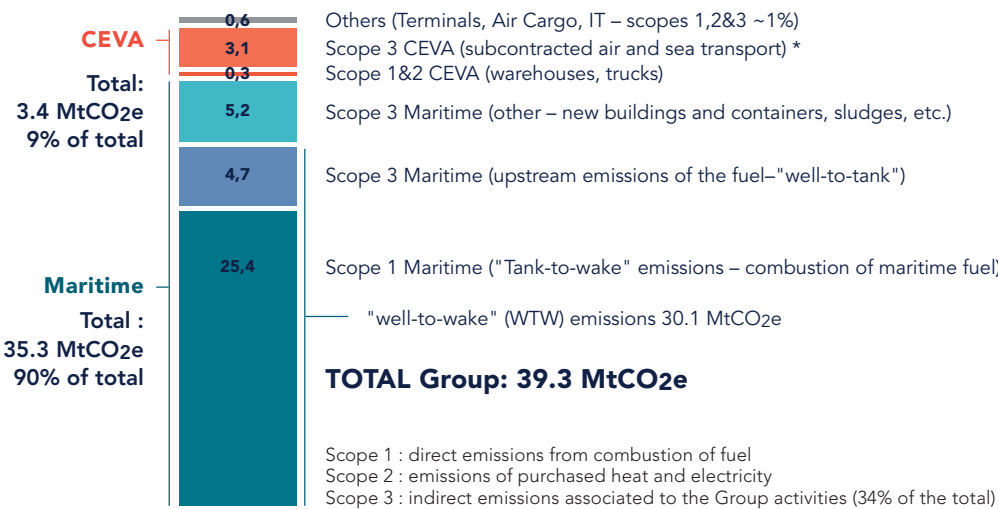 0,6 Others (Terminals, Air Cargo, IT – scopes 1,2&3 ~1%)
CEVA
3,1 Scope 3 CEVA (subcontracted air and sea transport) *
0,3 Scope 1&2 CEVA (warehouses, trucks)
Total:
3.4 MtCO2e
9% of total
5,2 Scope 3 Maritime (other – new buildings and containers, sludges, etc.)
4,7 Scope 3 Maritime (upstream emissions of the fuel–"well-to-tank")
25,4 Scope 1 Maritime ("Tank-to-wake" emissions – combustion of maritime fuel)
Maritime
Total :
35.3 MtCO2e
90% of total
"well-to-wake" (WTW) emissions 30.1 MtCO2e
TOTAL Group: 39.3 MtCO2e
Scope 1 : direct emissions from combustion of fuel
Scope 2 : emissions of purchased heat and electricity
Scope 3 : indirect emissions associated to the Group activities (34% of the total)